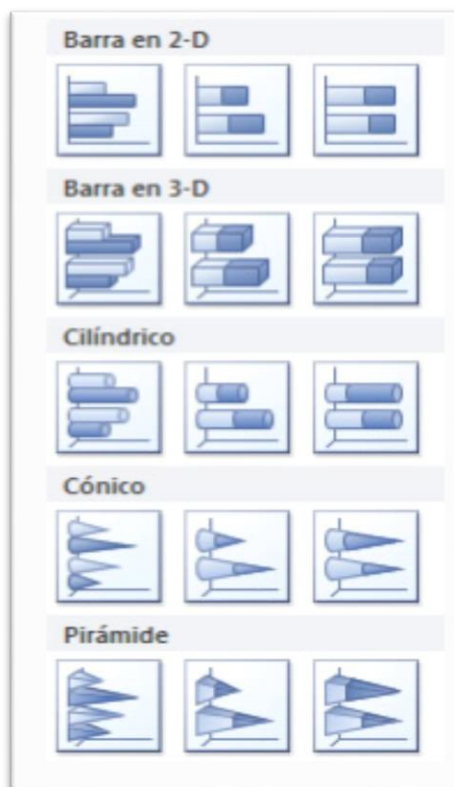 Barra en 2-D
Barra en 3-D
Cilíndrico
Cónico
Pirámide